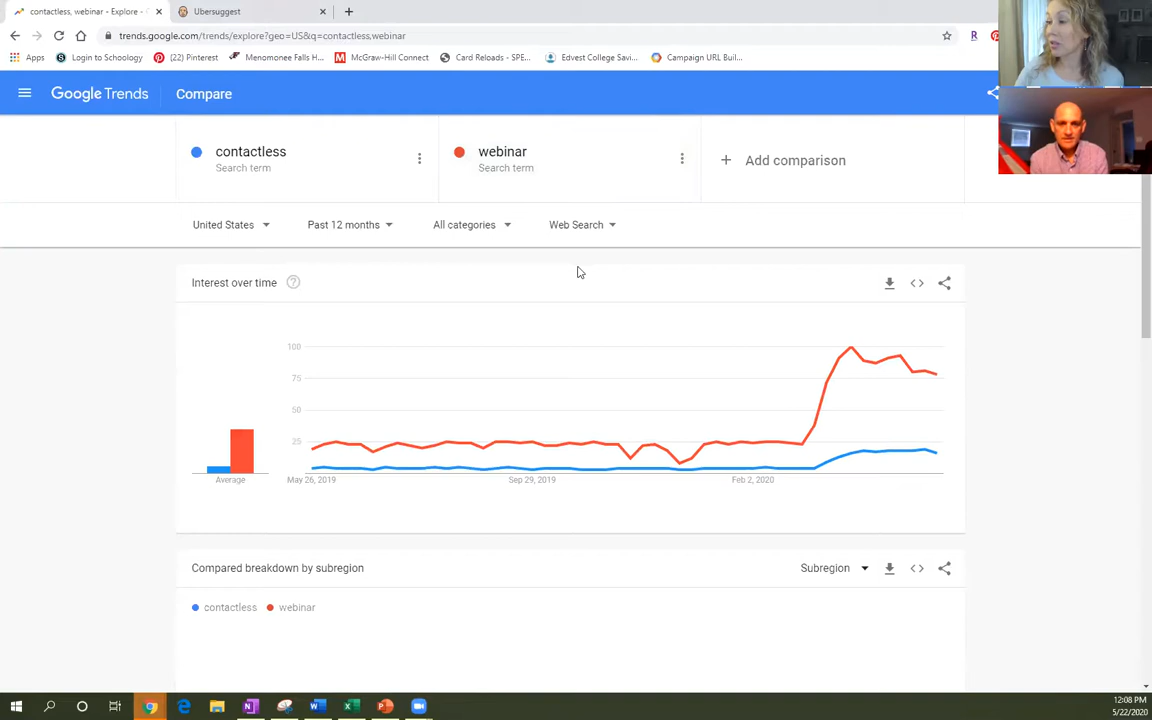 contactless, webinar - Explore -
Ubersuggest
trends.google.com/trends/explore?geo=US&q=contactless,webinar
Apps
Login to Schoology
(22) Pinterest
Menomonee Falls H...
McGraw-Hill Connect
Card Reloads - SPE...
Edvest College Savi...
Campaign URL Buil...
Google Trends
Compare
contactless
Search term
webinar
Search term
+ Add comparison
United States
Past 12 months
All categories
Web Search
Interest over time
100
75
50
25
Average
May 26, 2019
Sep 29, 2019
Feb 2, 2020
Compared breakdown by subregion
Subregion
contactless
webinar
12:08 PM
5/22/2020